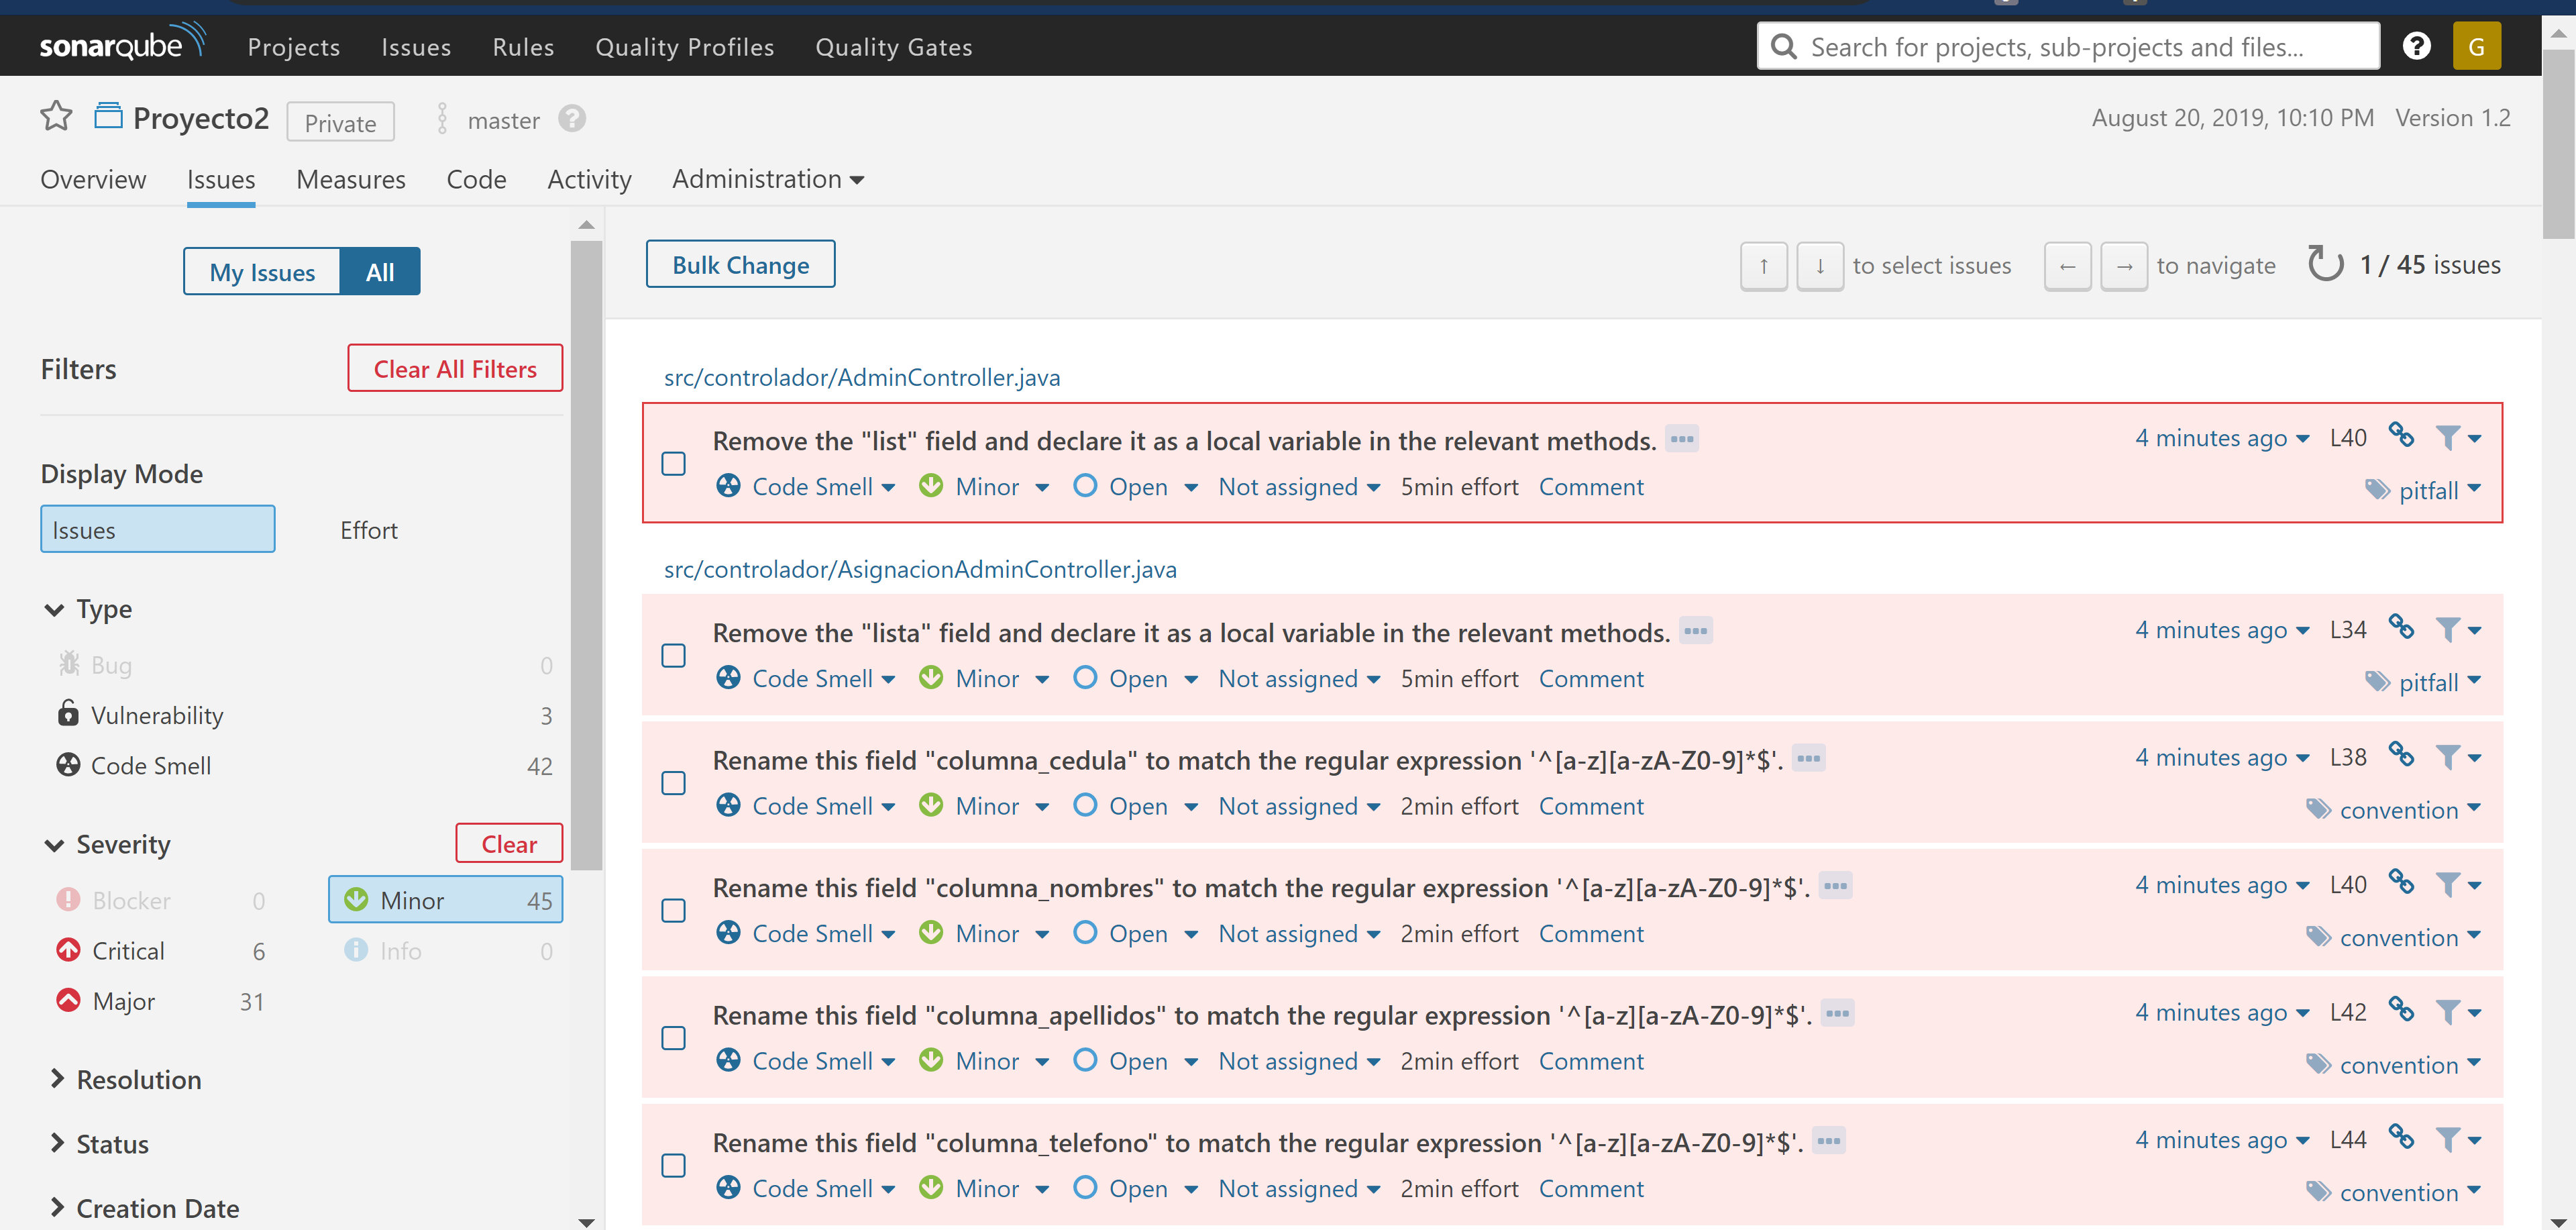 sonarqube Projects Issues Rules Quality Profiles Quality Gates Search for projects, sub-projects and files... ? G
Proyecto2 Private master ? August 20, 2019, 10:10 PM Version 1.2
Overview Issues Measures Code Activity Administration
My Issues All
Bulk Change ↑ ↓ to select issues ← → to navigate 1 / 45 issues
Filters Clear All Filters
Display Mode
Issues Effort
Type
Bug 0
Vulnerability 3
Code Smell 42
Severity Clear
Blocker 0 Minor 45
Critical 6 Info 0
Major 31
Resolution
Status
Creation Date
src/controlador/AdminController.java
Remove the "list" field and declare it as a local variable in the relevant methods. 4 minutes ago L40
Code Smell Minor Open Not assigned 5min effort Comment pitfall
src/controlador/AsignacionAdminController.java
Remove the "lista" field and declare it as a local variable in the relevant methods. 4 minutes ago L34
Code Smell Minor Open Not assigned 5min effort Comment pitfall
Rename this field "columna_cedula" to match the regular expression '^[a-z][a-zA-Z0-9]*$'. 4 minutes ago L38
Code Smell Minor Open Not assigned 2min effort Comment convention
Rename this field "columna_nombres" to match the regular expression '^[a-z][a-zA-Z0-9]*$'. 4 minutes ago L40
Code Smell Minor Open Not assigned 2min effort Comment convention
Rename this field "columna_apellidos" to match the regular expression '^[a-z][a-zA-Z0-9]*$'. 4 minutes ago L42
Code Smell Minor Open Not assigned 2min effort Comment convention
Rename this field "columna_telefono" to match the regular expression '^[a-z][a-zA-Z0-9]*$'. 4 minutes ago L44
Code Smell Minor Open Not assigned 2min effort Comment convention